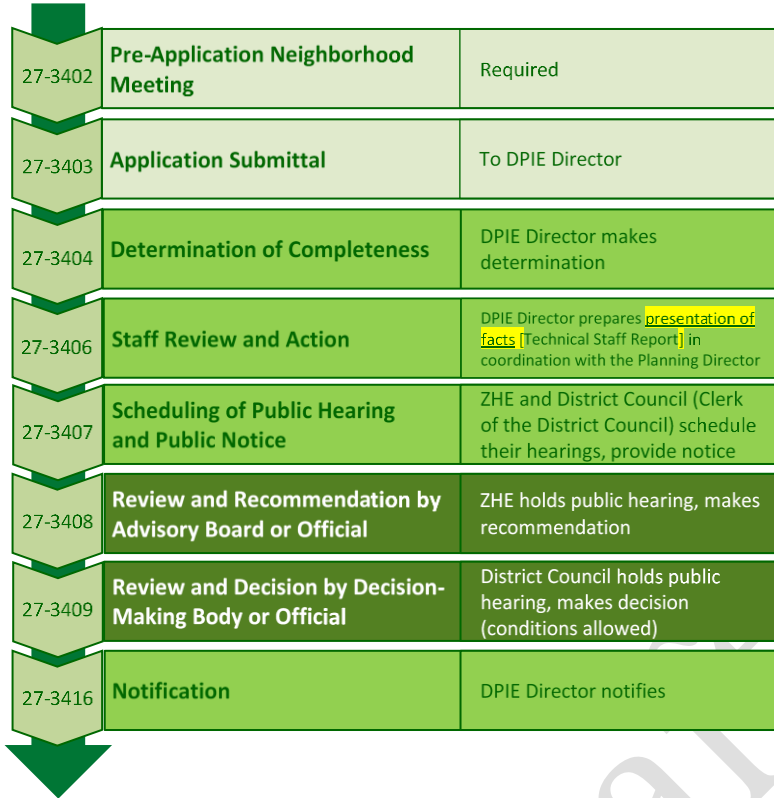 27-3402
Pre-Application Neighborhood
Meeting
Required
27-3403
Application Submittal
To DPIE Director
27-3404
Determination of Completeness
DPIE Director makes
determination
27-3406
Staff Review and Action
DPIE Director prepares presentation of
facts [Technical Staff Report] in
coordination with the Planning Director
27-3407
Scheduling of Public Hearing
and Public Notice
ZHE and District Council (Clerk
of the District Council) schedule
their hearings, provide notice
27-3408
Review and Recommendation by
Advisory Board or Official
ZHE holds public hearing, makes
recommendation
27-3409
Review and Decision by Decision-
Making Body or Official
District Council holds public
hearing, makes decision
(conditions allowed)
27-3416
Notification
DPIE Director notifies